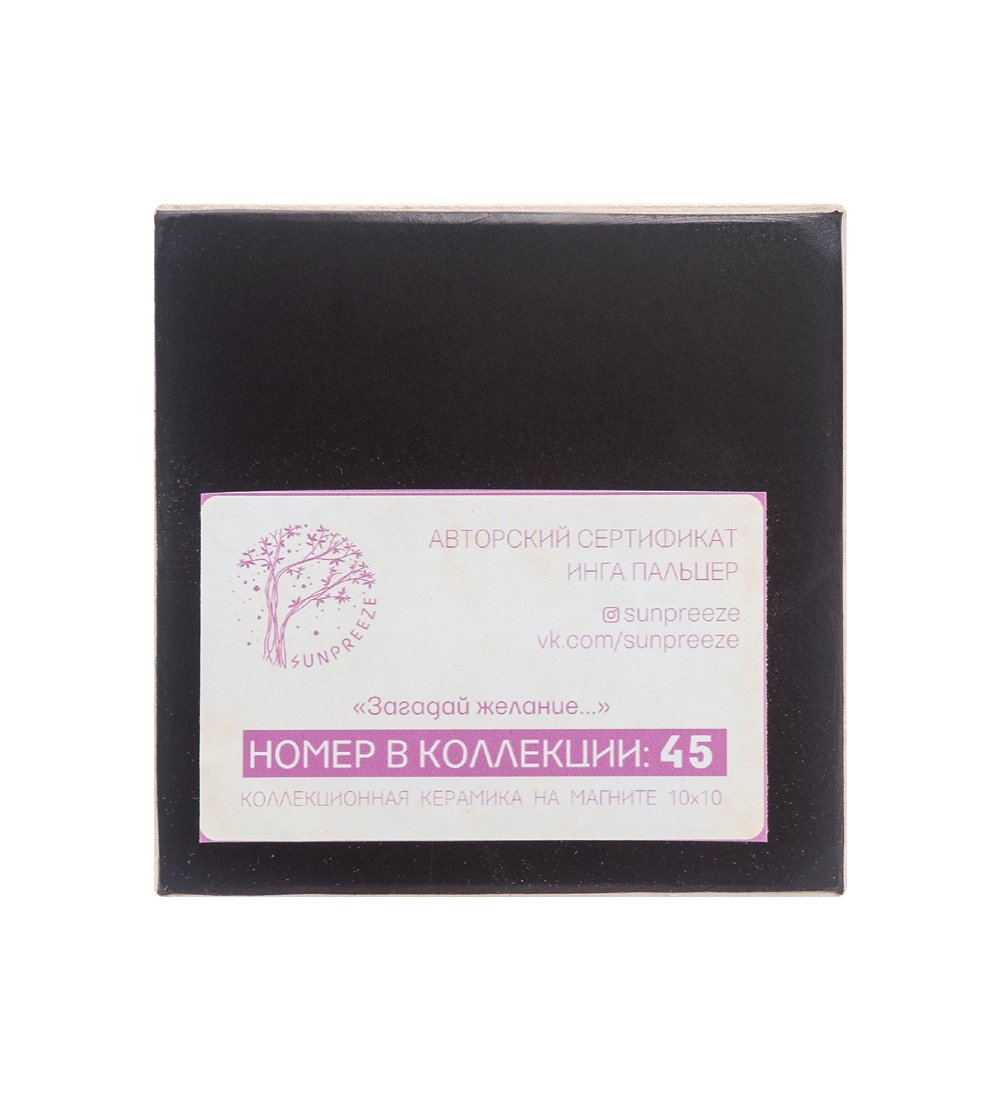 SUNPREEZE
АВТОРСКИЙ СЕРТИФИКАТ
ИНГА ПАЛЬЦЕР
sunpreeze
vk.com/sunpreeze
«Загадай желание...»
НОМЕР В КОЛЛЕКЦИИ: 45
КОЛЛЕКЦИОННАЯ КЕРАМИКА НА МАГНИТЕ 10х10